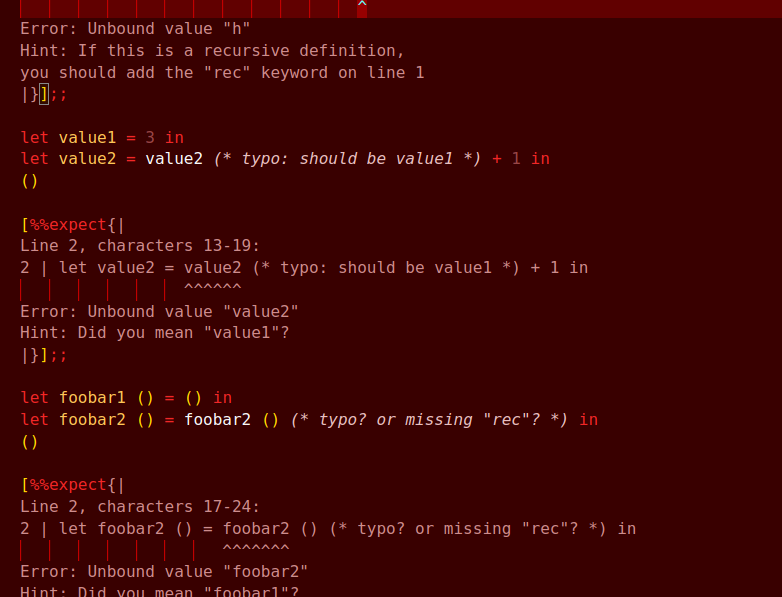 ^
Error: Unbound value "h"
Hint: If this is a recursive definition,
you should add the "rec" keyword on line 1
|}];;
let value1 = 3 in
let value2 = value2 (* typo: should be value1 *) + 1 in
()
[%%expect{|
Line 2, characters 13-19:
2 | let value2 = value2 (* typo: should be value1 *) + 1 in
^^^^^^
Error: Unbound value "value2"
Hint: Did you mean "value1"?
|}];;
let foobar1 () = () in
let foobar2 () = foobar2 () (* typo? or missing "rec"? *) in
()
[%%expect{|
Line 2, characters 17-24:
2 | let foobar2 () = foobar2 () (* typo? or missing "rec"? *) in
^^^^^^^
Error: Unbound value "foobar2"
Hint: Did you mean "foobar1"?